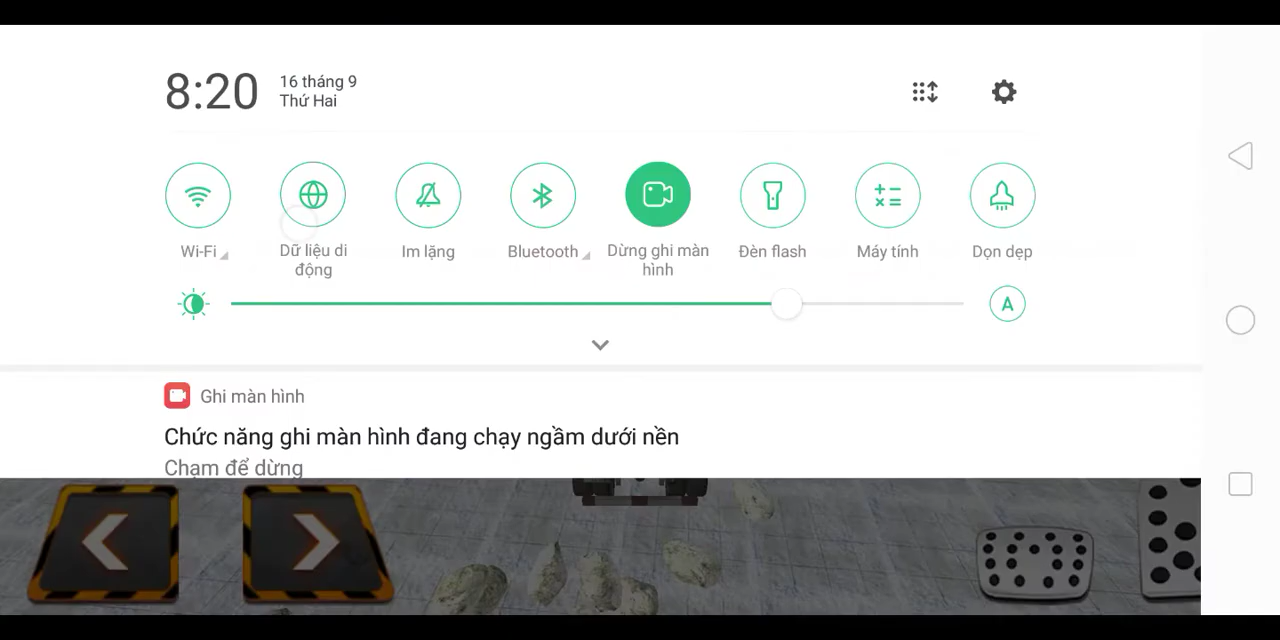 8:20
16 tháng 9
Thứ Hai
Wi-Fi
Dữ liệu di
động
Im lặng
Bluetooth
Dừng ghi màn
hình
Đèn flash
Máy tính
Dọn dẹp
A
Ghi màn hình
Chức năng ghi màn hình đang chạy ngầm dưới nền
Chạm để dừng